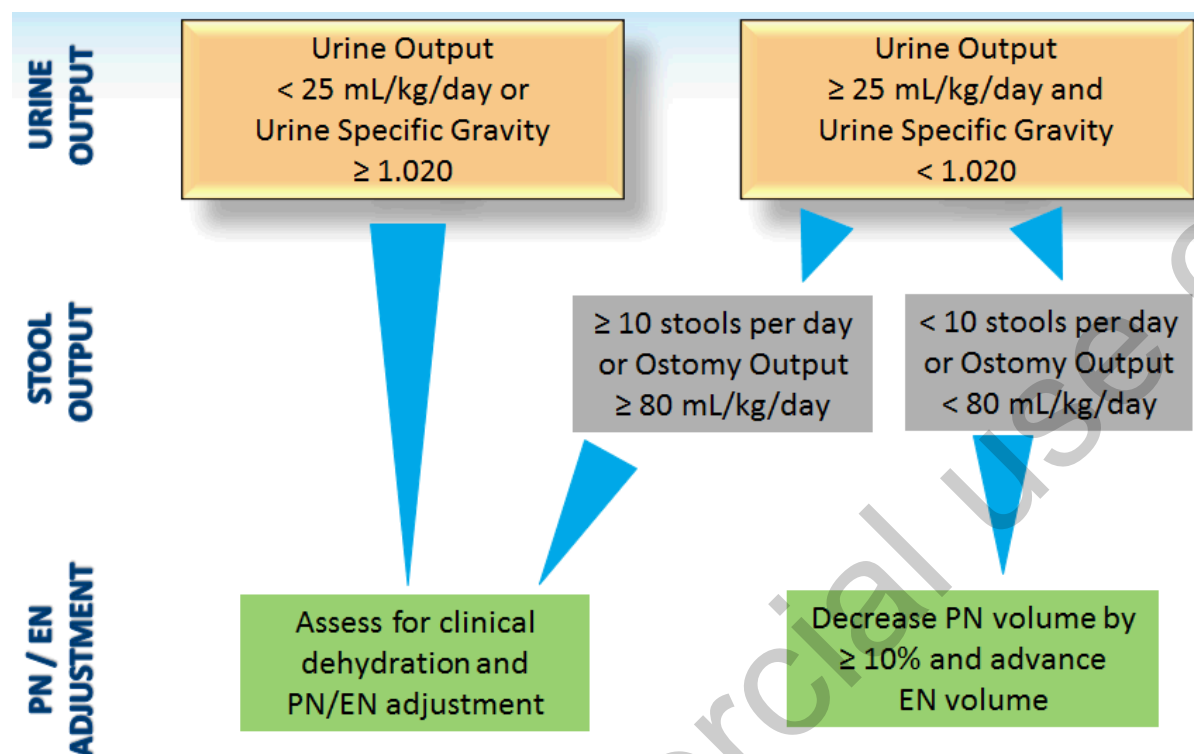 URINE
OUTPUT
Urine Output
< 25 mL/kg/day or
Urine Specific Gravity
≥ 1.020
Urine Output
≥ 25 mL/kg/day and
Urine Specific Gravity
< 1.020
STOOL
OUTPUT
≥ 10 stools per day
or Ostomy Output
≥ 80 mL/kg/day
< 10 stools per day
or Ostomy Output
< 80 mL/kg/day
PN / EN
ADJUSTMENT
Assess for clinical
dehydration and
PN/EN adjustment
Decrease PN volume by
≥ 10% and advance
EN volume
use